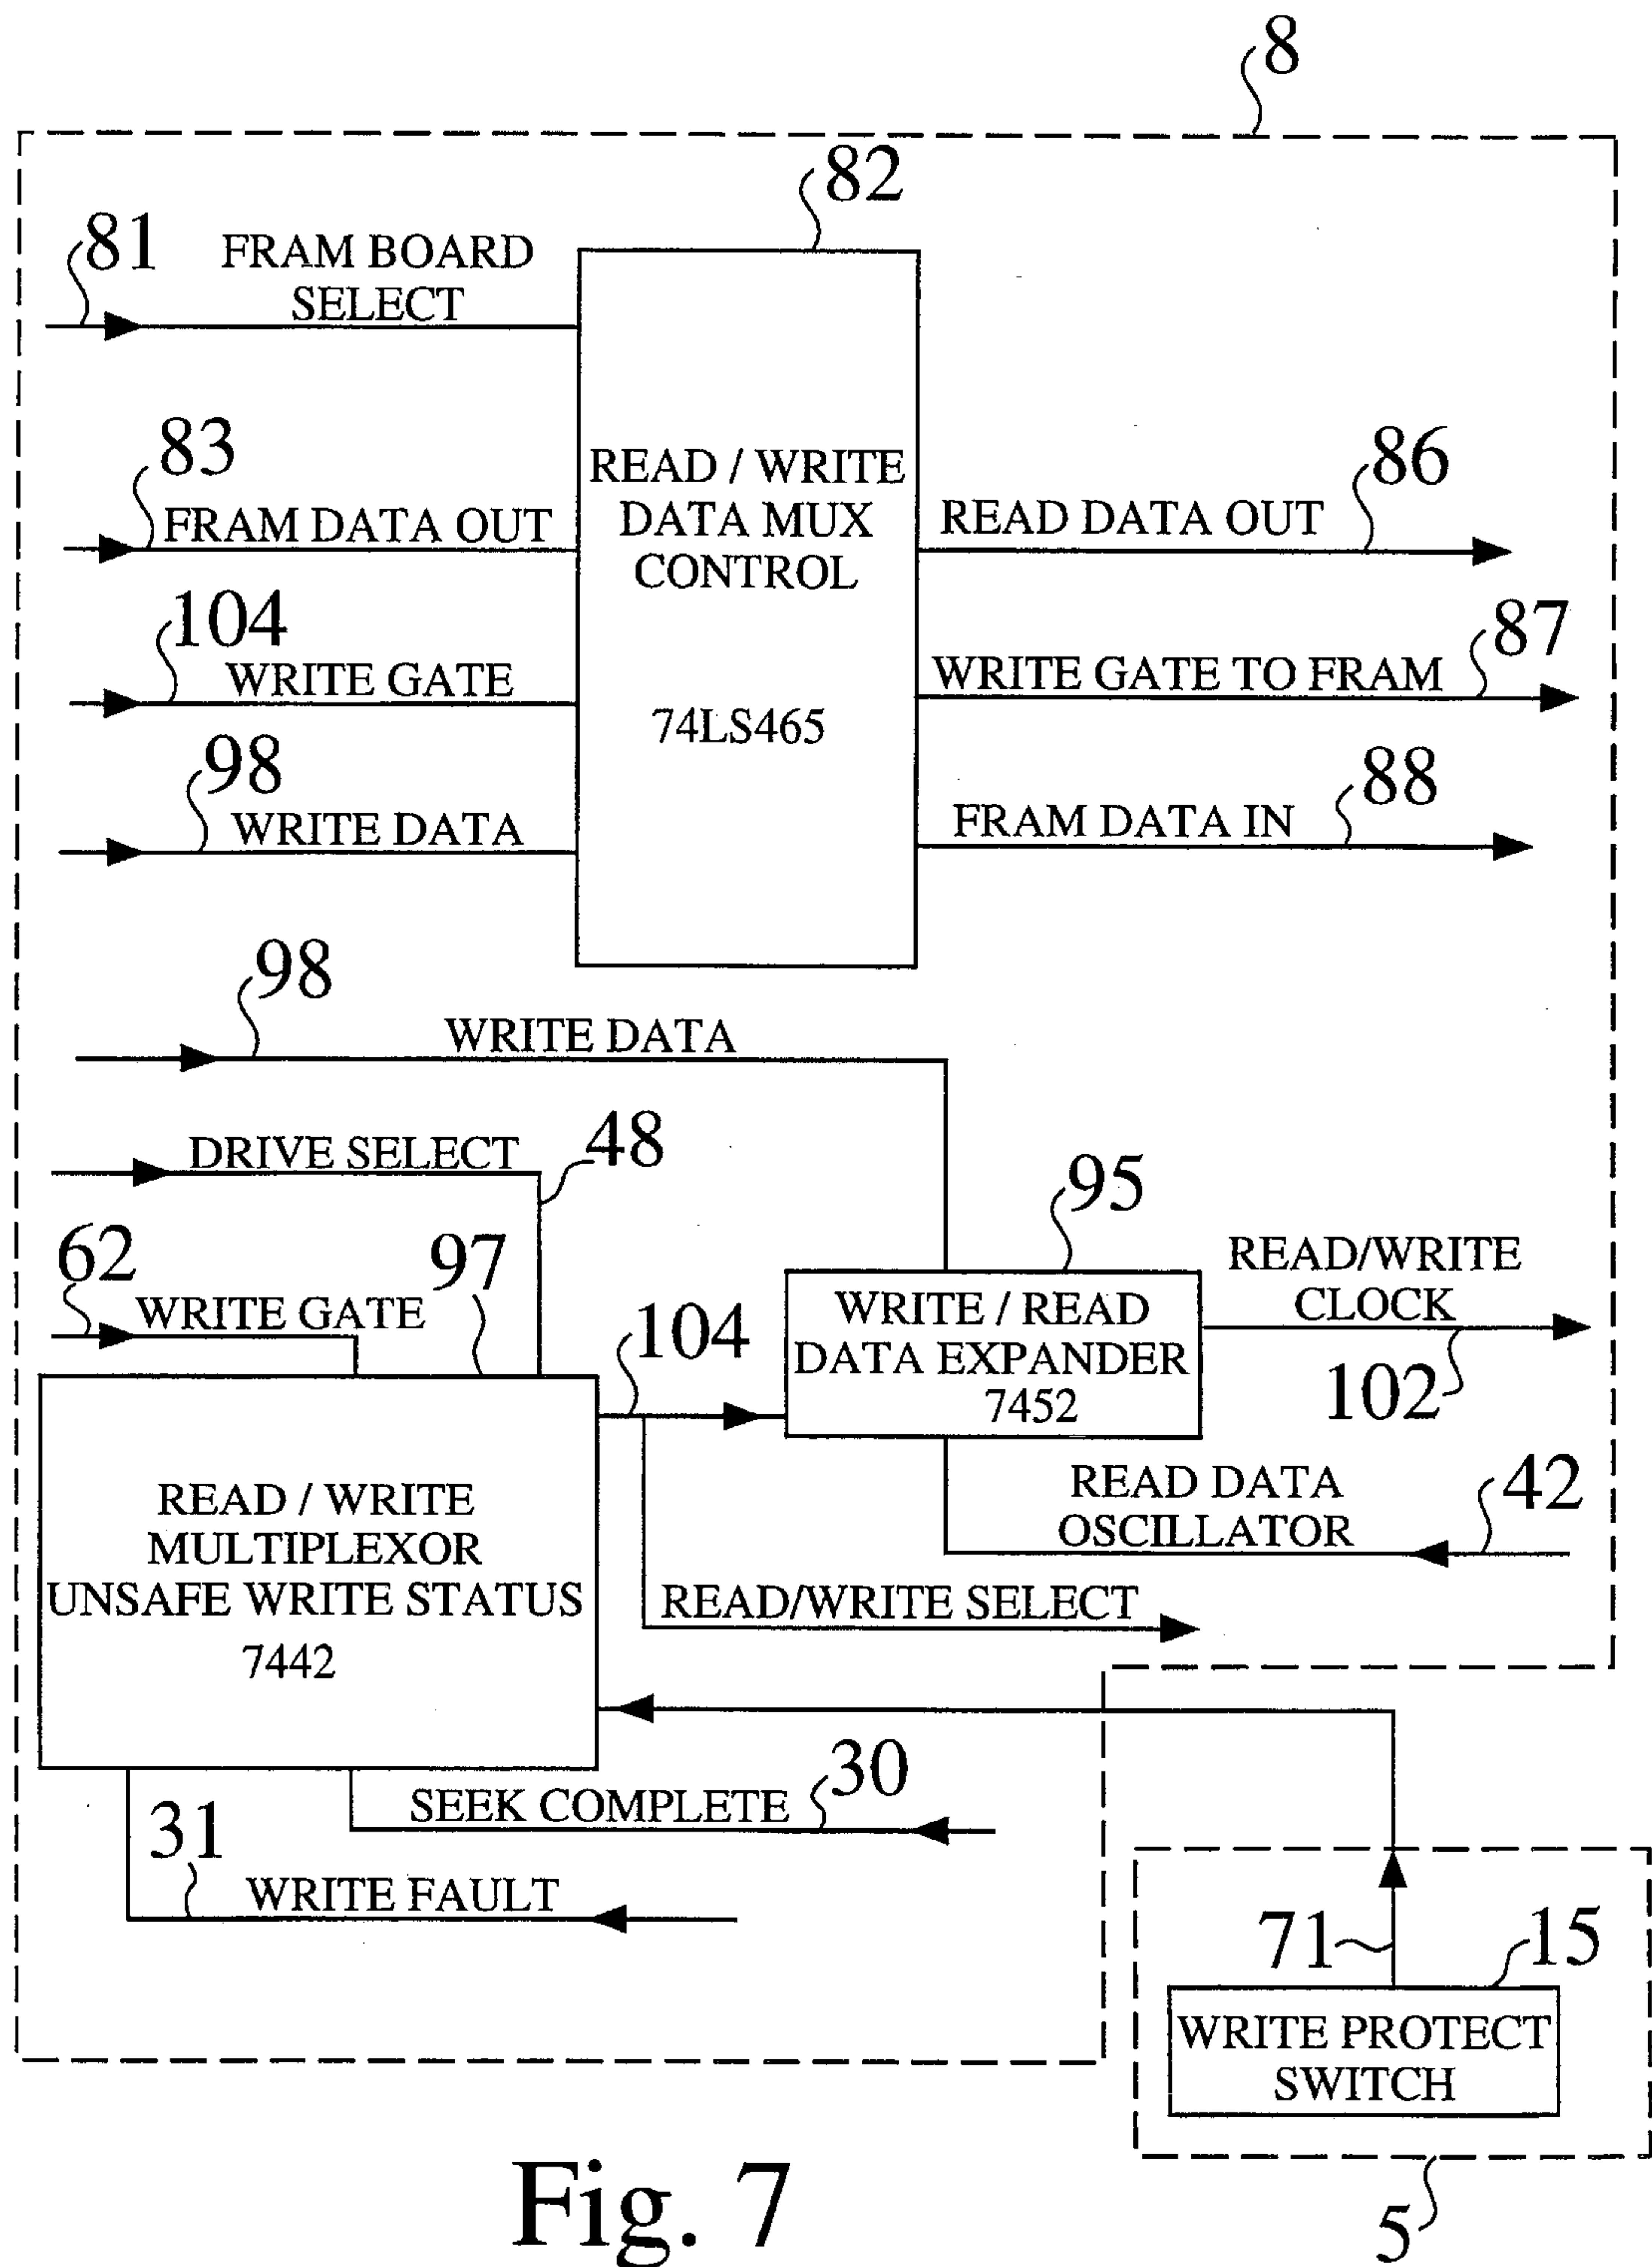 8
82
81
FRAM BOARD
SELECT
83
FRAM DATA OUT
104
WRITE GATE
98
WRITE DATA
READ / WRITE
DATA MUX
CONTROL
74LS465
86
READ DATA OUT
87
WRITE GATE TO FRAM
88
FRAM DATA IN
98
WRITE DATA
DRIVE SELECT
48
62
WRITE GATE
97
104
95
WRITE / READ
DATA EXPANDER
7452
READ/WRITE
CLOCK
102
READ DATA
OSCILLATOR
42
READ / WRITE
MULTIPLEXOR
UNSAFE WRITE STATUS
7442
READ/WRITE SELECT
SEEK COMPLETE
30
31
WRITE FAULT
71
15
WRITE PROTECT
SWITCH
5
Fig. 7